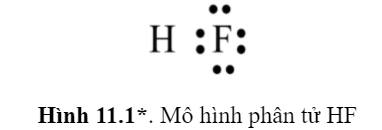 H :F:
Hình 11.1*. Mô hình phân tử HF